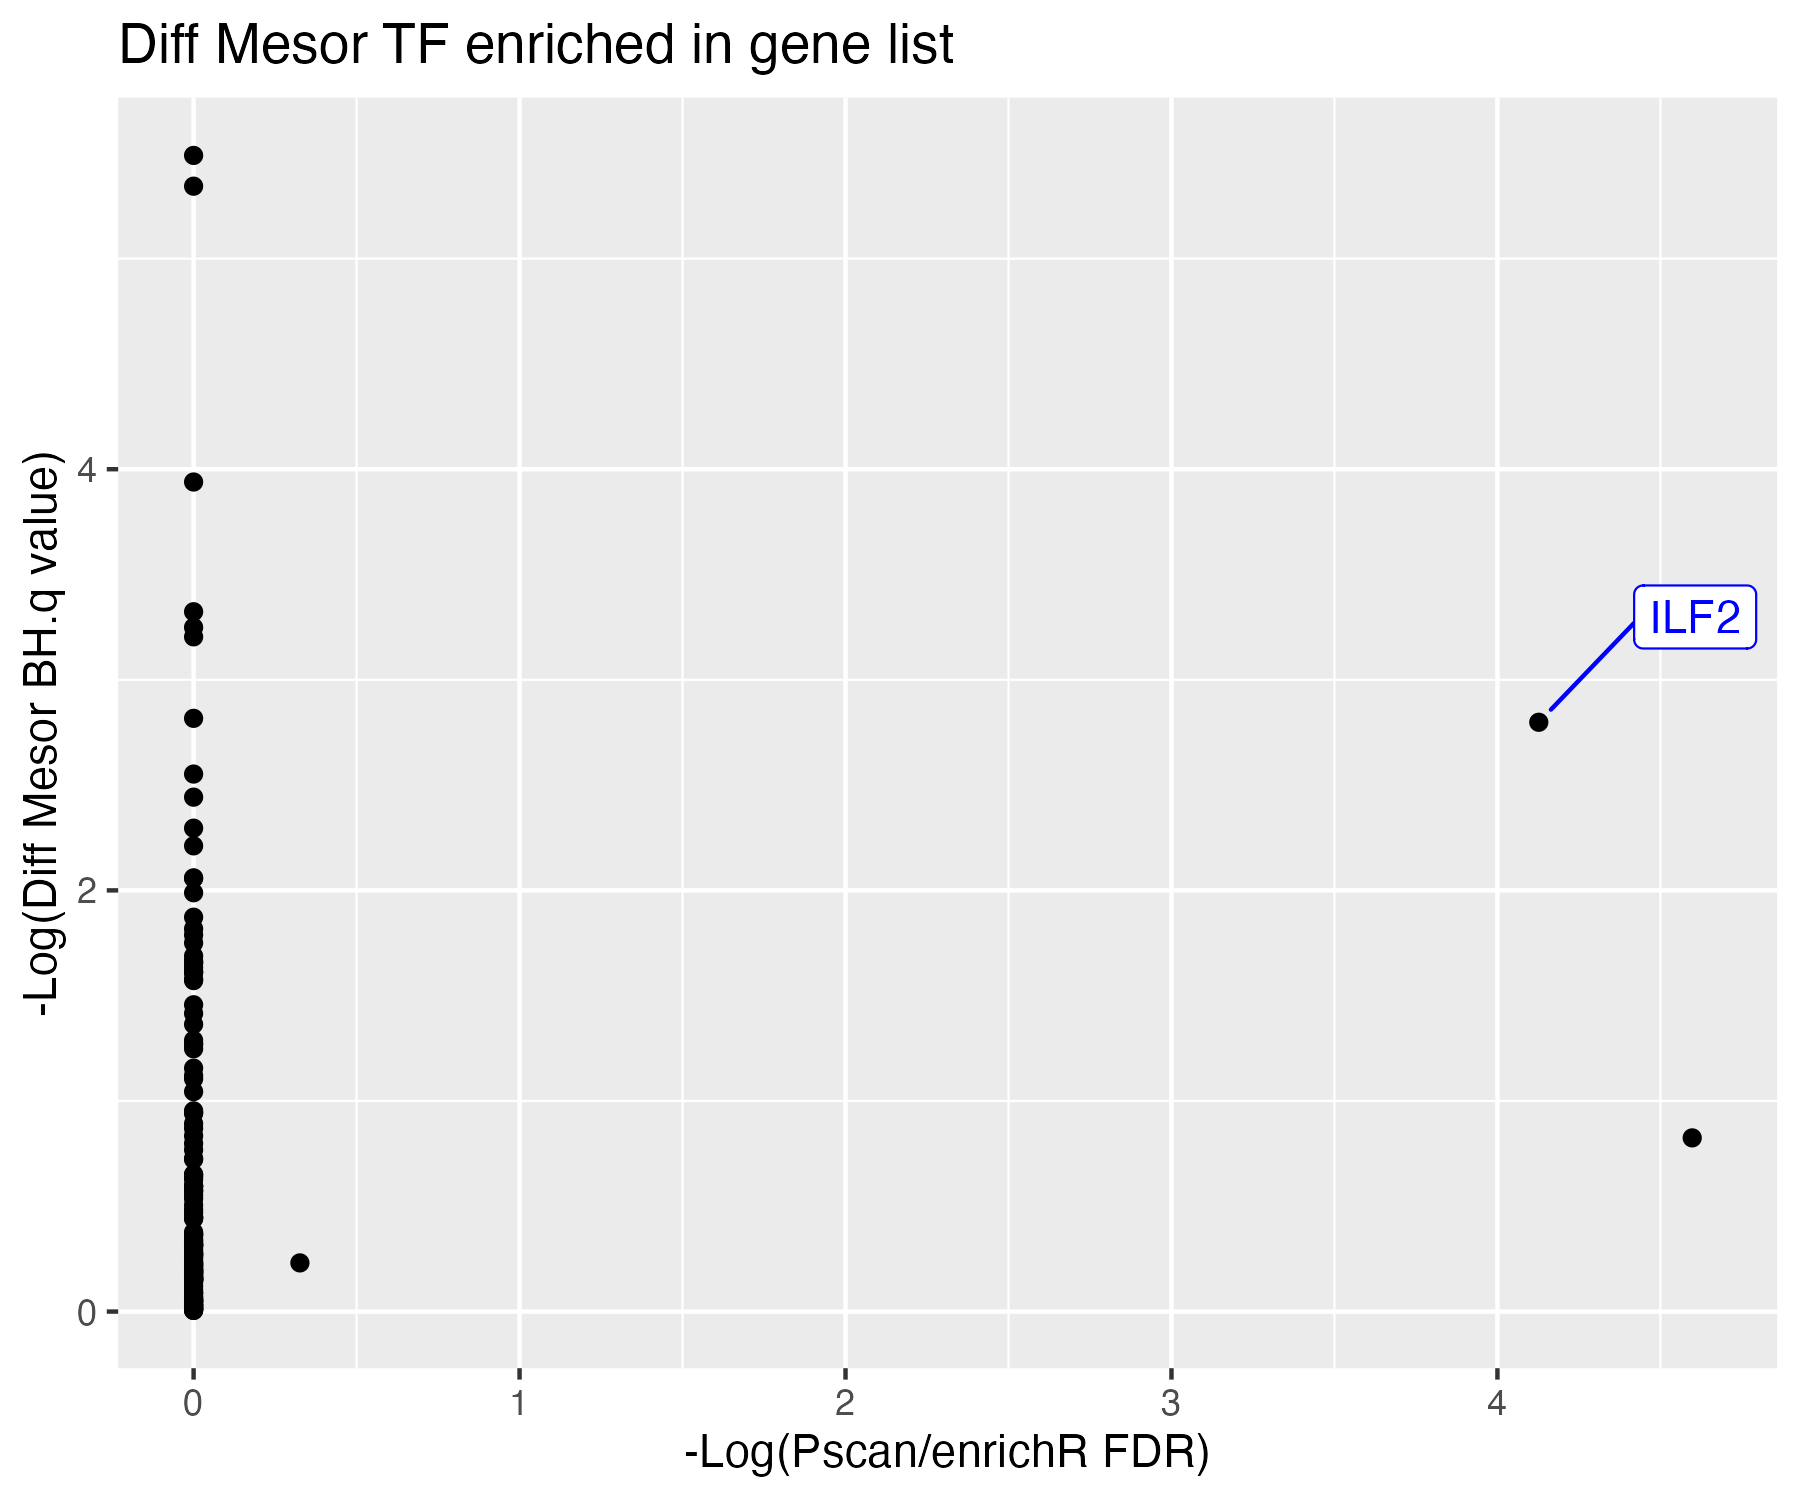 Diff Mesor TF enriched in gene list
-Log(Diff Mesor BH.q value)
4
2
0
ILF2
0 1 2 3 4
-Log(Pscan/enrichR FDR)